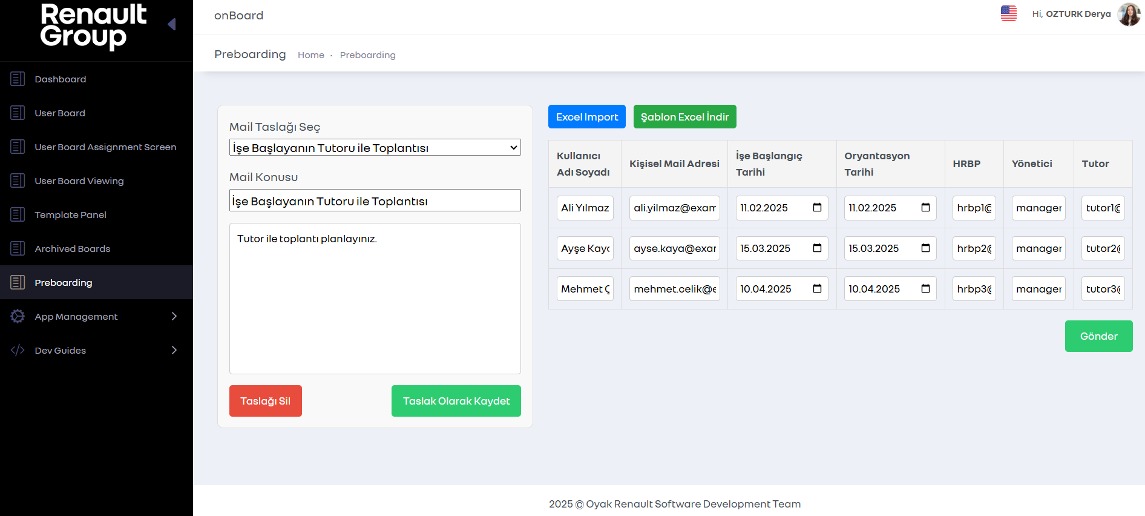 Renault
Group
onBoard
Hi, OZTURK Derya
Preboarding Home · Preboarding
Dashboard
User Board
User Board Assignment Screen
User Board Viewing
Template Panel
Archived Boards
Preboarding
App Management
Dev Guides
Mail Taslağı Seç
İşe Başlayanın Tutoru ile Toplantısı
Mail Konusu
İşe Başlayanın Tutoru ile Toplantısı
Tutor ile toplantı planlayınız.
Taslağı Sil
Taslak Olarak Kaydet
Excel Import
Şablon Excel İndir
Kullanıcı Adı Soyadı
Kişisel Mail Adresi
İşe Başlangıç Tarihi
Oryantasyon Tarihi
HRBP
Yönetici
Tutor
Ali Yılmaz ali.yilmaz@exam 11.02.2025 11.02.2025 hrbp1@ manager tutor1@
Ayşe Kaya ayse.kaya@exar 15.03.2025 15.03.2025 hrbp2@ manager tutor2@
Mehmet Ç mehmet.celik@e 10.04.2025 10.04.2025 hrbp3@ manager tutor3@
Gönder
2025 © Oyak Renault Software Development Team